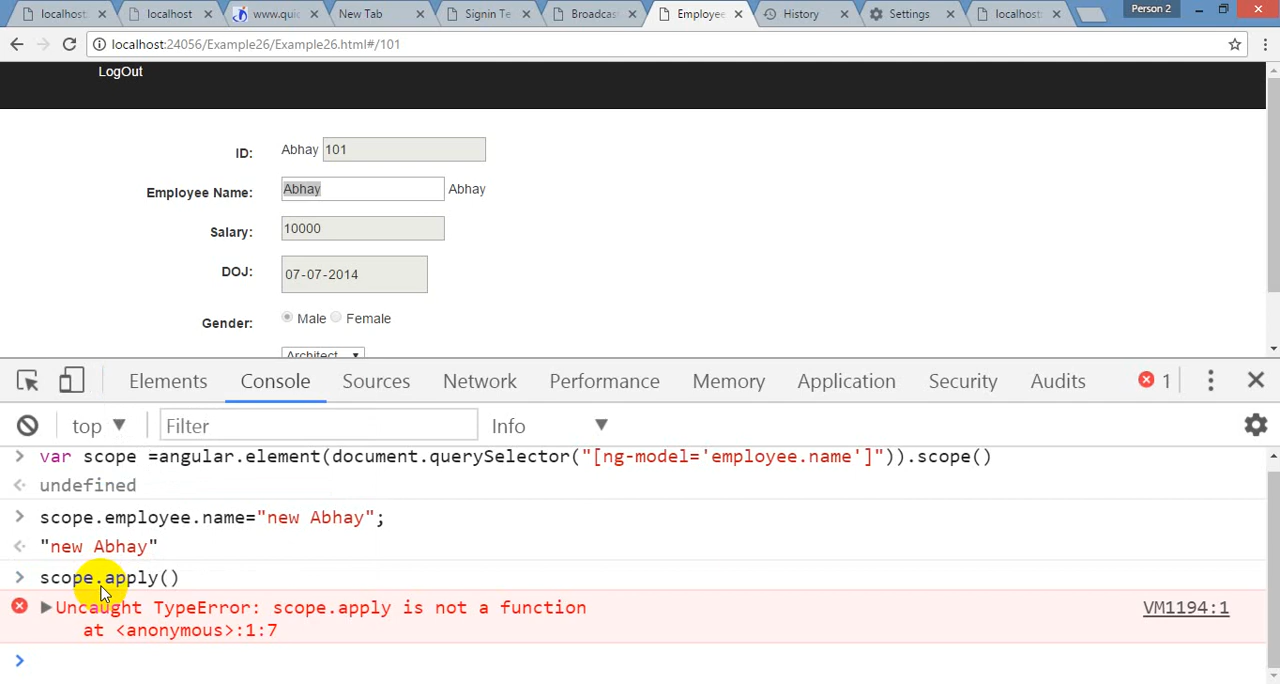 localhost: localhost www.quic New Tab Signin Te Broadcas Employee History Settings localhost: Person 2
localhost:24056/Example26/Example26.html#/101
LogOut
ID: Abhay 101
Employee Name: Abhay Abhay
Salary: 10000
DOJ: 07-07-2014
Gender: Male Female
Architect
Elements Console Sources Network Performance Memory Application Security Audits 1
top Filter Info
var scope =angular.element(document.querySelector("[ng-model='employee.name']")).scope()
undefined
scope.employee.name="new Abhay";
"new Abhay"
scope.apply()
Uncaught TypeError: scope.apply is not a function VM1194:1
at <anonymous>:1:7